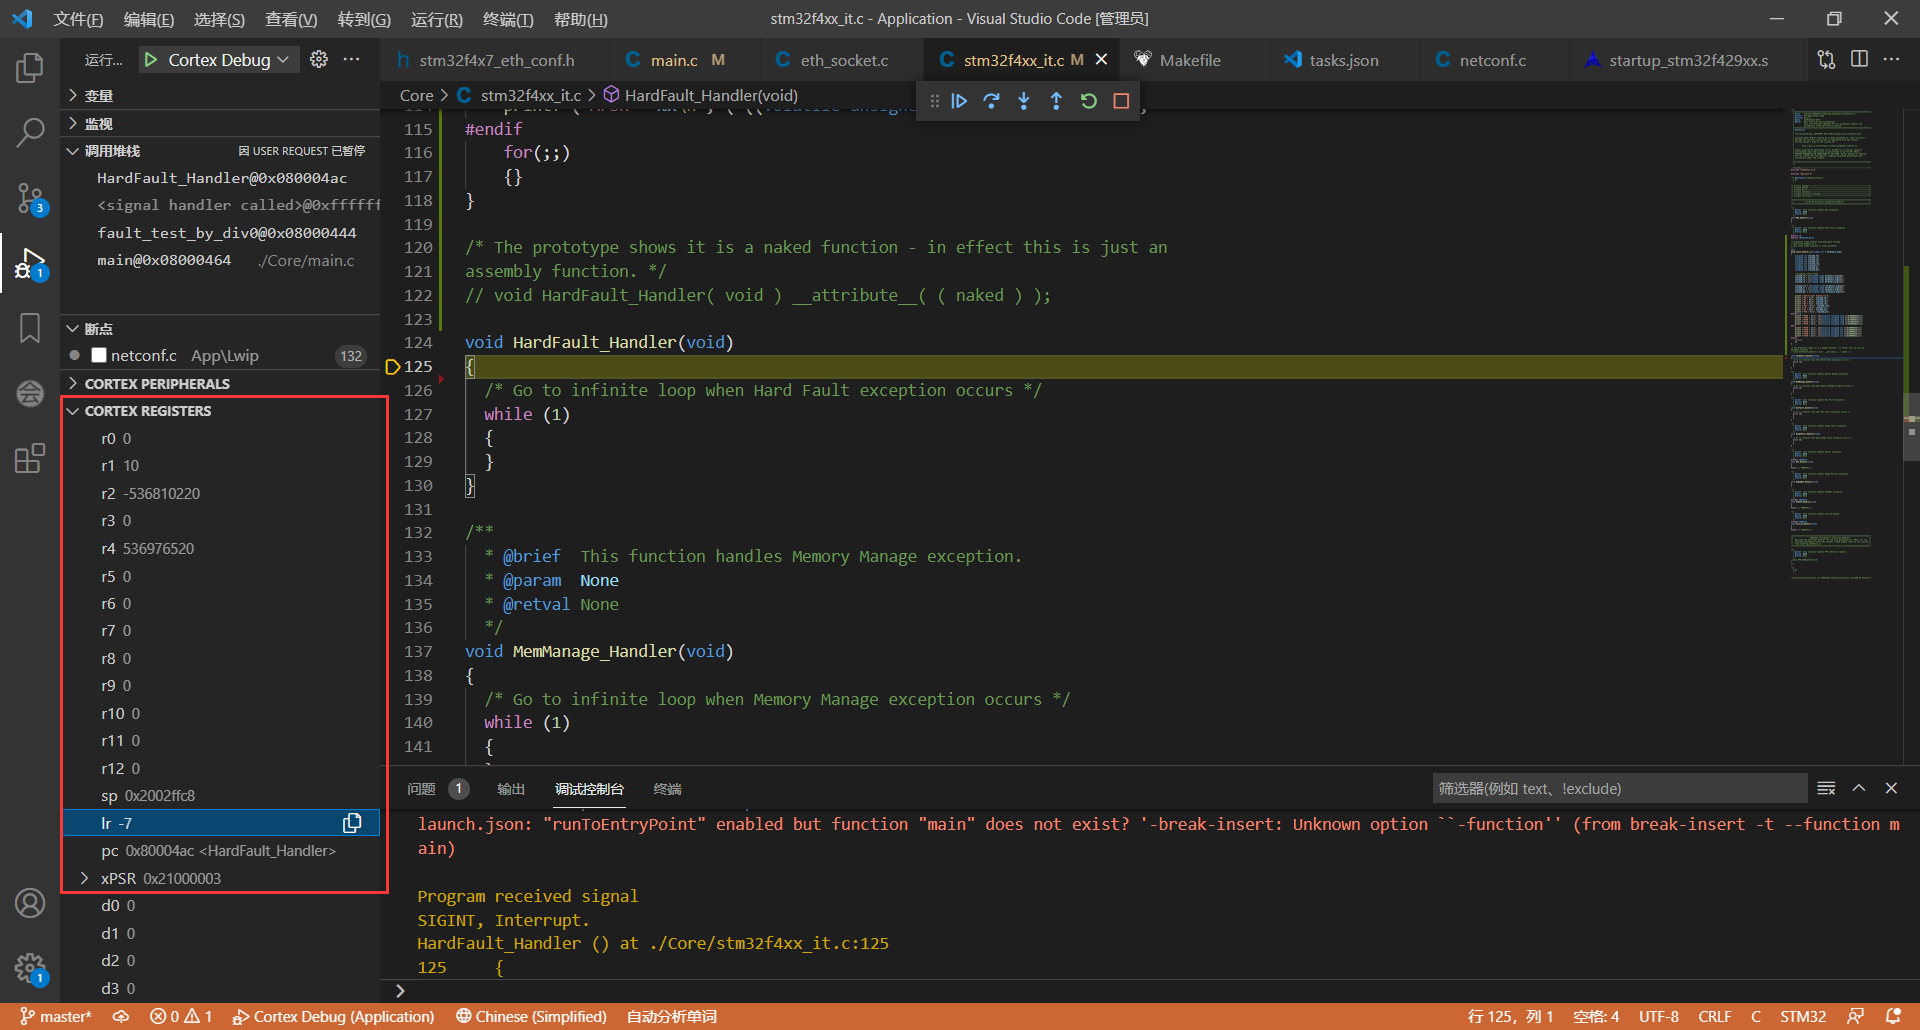 文件(F) 编辑(E) 选择(S) 查看(V) 转到(G) 运行(R) 终端(T) 帮助(H)
stm32f4xx_it.c - Application - Visual Studio Code [管理员]
运行... Cortex Debug
stm32f4x7_eth_conf.h
main.c M
eth_socket.c
stm32f4xx_it.c M
Makefile
tasks.json
netconf.c
startup_stm32f429xx.s
变量
监视
调用堆栈 因 USER REQUEST 已暂停
HardFault_Handler@0x080004ac
<signal handler called>@0xffffff
fault_test_by_div0@0x08000444
main@0x08000464 ./Core/main.c
断点
netconf.c App\Lwip 132
CORTEX PERIPHERALS
CORTEX REGISTERS
r0 0
r1 10
r2 -536810220
r3 0
r4 536976520
r5 0
r6 0
r7 0
r8 0
r9 0
r10 0
r11 0
r12 0
sp 0x2002ffc8
lr -7
pc 0x80004ac <HardFault_Handler>
xPSR 0x21000003
d0 0
d1 0
d2 0
d3 0
3
1
1
Core > C stm32f4xx_it.c > HardFault_Handler(void)
115 #endif
116 for(;;)
117 {}
118 }
119
120 /* The prototype shows it is a naked function - in effect this is just an
121 assembly function. */
122 // void HardFault_Handler( void ) __attribute__( ( naked ) );
123
124 void HardFault_Handler(void)
125 {
126 /* Go to infinite loop when Hard Fault exception occurs */
127 while (1)
128 {
129 }
130 }
131
132 /**
133 * @brief This function handles Memory Manage exception.
134 * @param None
135 * @retval None
136 */
137 void MemManage_Handler(void)
138 {
139 /* Go to infinite loop when Memory Manage exception occurs */
140 while (1)
141 {
问题 1 输出 调试控制台 终端
筛选器(例如 text、!exclude)
launch.json: "runToEntryPoint" enabled but function "main" does not exist? '-break-insert: Unknown option ``-function'' (from break-insert -t --function m
ain)
Program received signal
SIGINT, Interrupt.
HardFault_Handler () at ./Core/stm32f4xx_it.c:125
125 {
master* 0 1 Cortex Debug (Application) Chinese (Simplified) 自动分析单词
行 125，列 1 空格: 4 UTF-8 CRLF C STM32